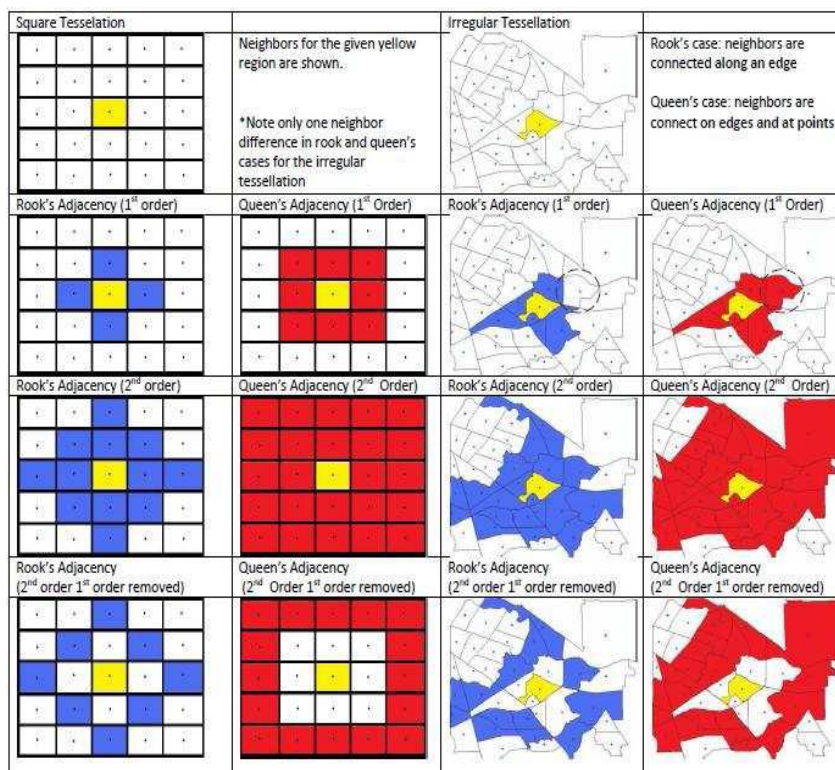 Square Tesselation
Neighbors for the given yellow
region are shown.
*Note only one neighbor
difference in rook and queen's
cases for the irregular
tessellation
Irregular Tessellation
Rook's case: neighbors are
connected along an edge
Queen's case: neighbors are
connect on edges and at points
Rook's Adjacency (1st order)
Queen's Adjacency (1st Order)
Rook's Adjacency (1st order)
Queen's Adjacency (1st Order)
Rook's Adjacency (2nd order)
Queen's Adjacency (2nd Order)
Rook's Adjacency (2nd order)
Queen's Adjacency (2nd Order)
Rook's Adjacency
(2nd order 1st order removed)
Queen's Adjacency
(2nd Order 1st order removed)
Rook's Adjacency
(2nd order 1st order removed)
Queen's Adjacency
(2nd Order 1st order removed)